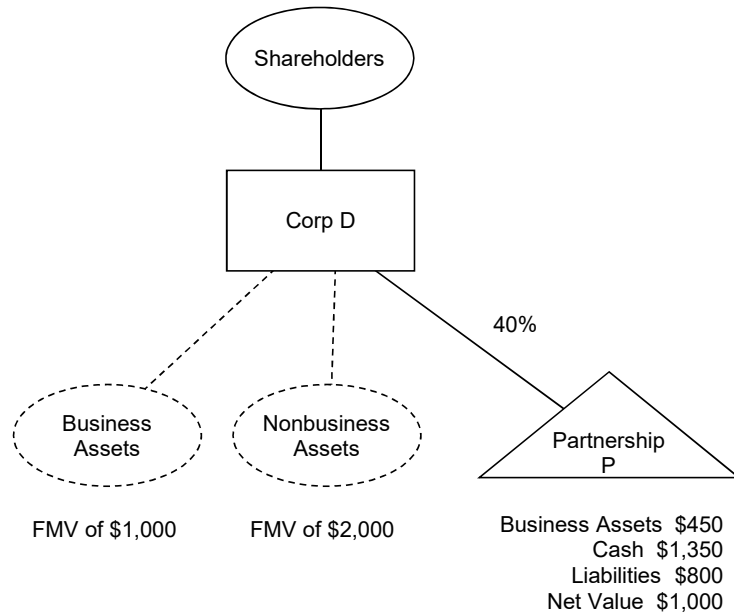 Shareholders
Corp D
40%
Business
Assets
Nonbusiness
Assets
Partnership
P
FMV of $1,000
FMV of $2,000
Business Assets $450
Cash $1,350
Liabilities $800
Net Value $1,000